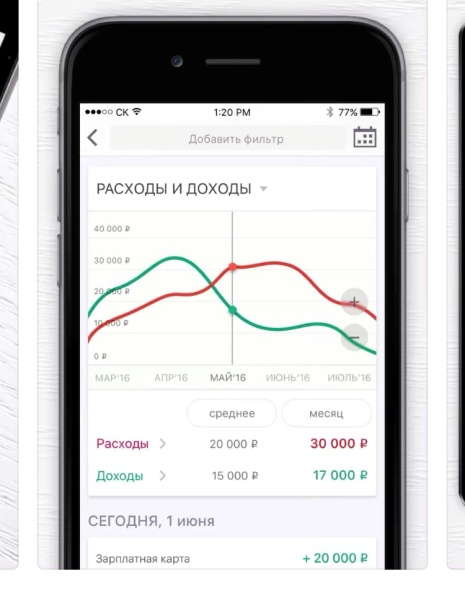 СК 1:20 PM 77%
Добавить фильтр
РАСХОДЫ И ДОХОДЫ
40 000 ₽
30 000 ₽
20 000 ₽
10 000 ₽
0 ₽
МАР'16 АПР'16 МАЙ'16 ИЮНЬ'16 ИЮЛЬ'16
среднее месяц
Расходы 20 000 ₽ 30 000 ₽
Доходы 15 000 ₽ 17 000 ₽
СЕГОДНЯ, 1 июня
Зарплатная карта + 20 000 ₽